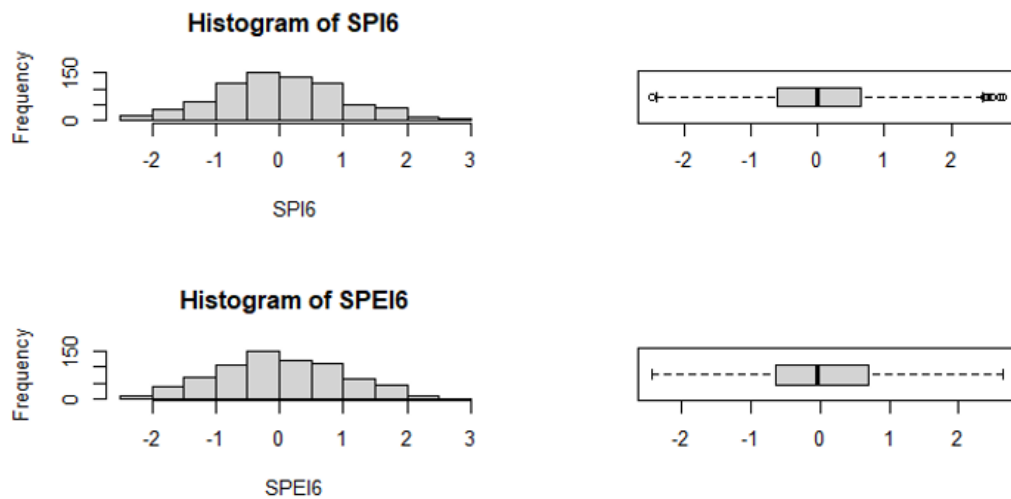 Histogram of SPI6
Frequency
150
0
-2 -1 0 1 2 3
SPI6
-2 -1 0 1 2
Histogram of SPEI6
Frequency
150
0
-2 -1 0 1 2 3
SPEI6
-2 -1 0 1 2